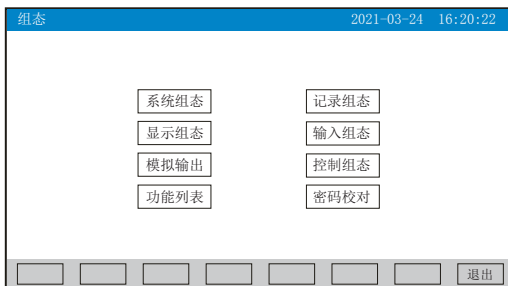 组态 2021-03-24 16:20:22
系统组态 记录组态
显示组态 输入组态
模拟输出 控制组态
功能列表 密码校对
退出